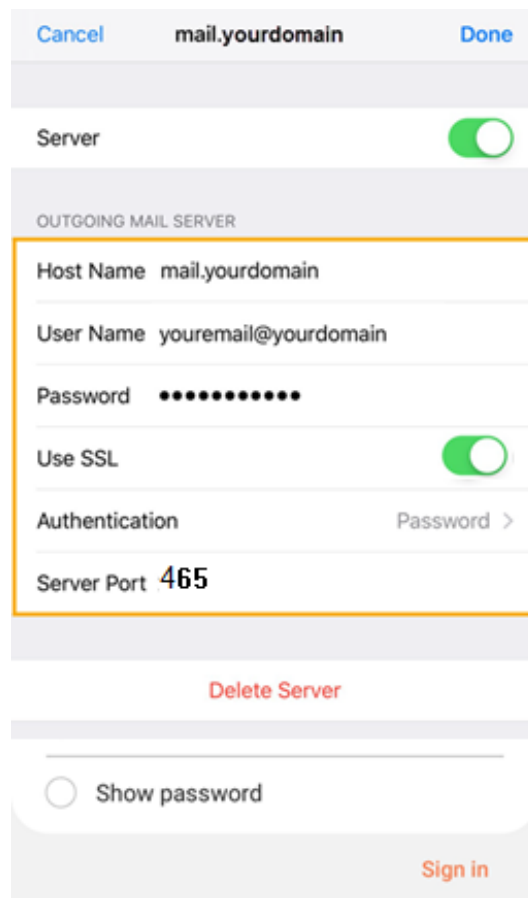 Cancel mail.yourdomain Done
Server
OUTGOING MAIL SERVER
Host Name mail.yourdomain
User Name youremail@yourdomain
Password •••••••••••
Use SSL
Authentication Password >
Server Port 465
Delete Server
Show password
Sign in